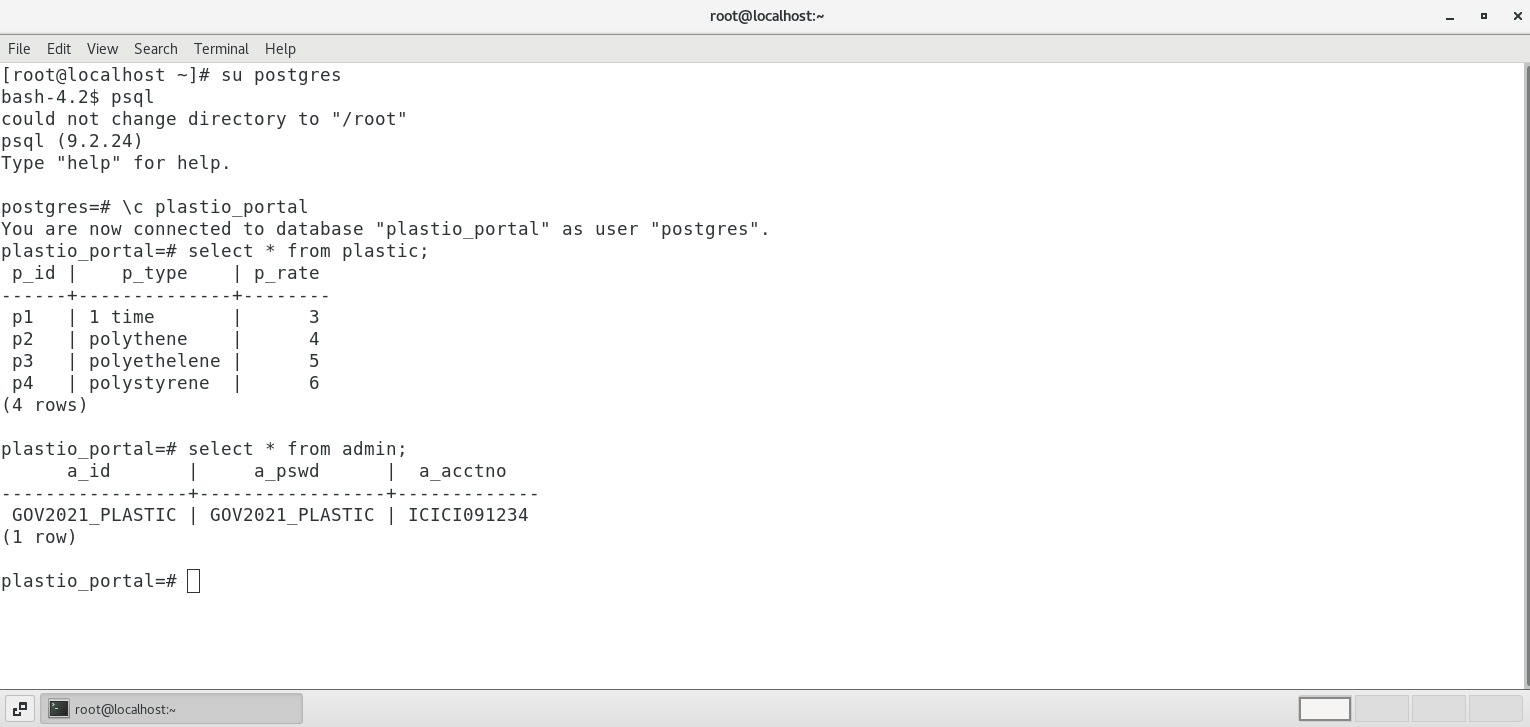 root@localhost:~
File Edit View Search Terminal Help
[root@localhost ~]# su postgres
bash-4.2$ psql
could not change directory to "/root"
psql (9.2.24)
Type "help" for help.
postgres=# \c plastio_portal
You are now connected to database "plastio_portal" as user "postgres".
plastio_portal=# select * from plastic;
 p_id |    p_type    | p_rate
------+--------------+--------
 p1   | 1 time       |      3
 p2   | polythene    |      4
 p3   | polyethelene |      5
 p4   | polystyrene  |      6
(4 rows)
plastio_portal=# select * from admin;
      a_id       |     a_pswd      |  a_acctno
-----------------+-----------------+-------------
 GOV2021_PLASTIC | GOV2021_PLASTIC | ICICI091234
(1 row)
plastio_portal=#
root@localhost:~